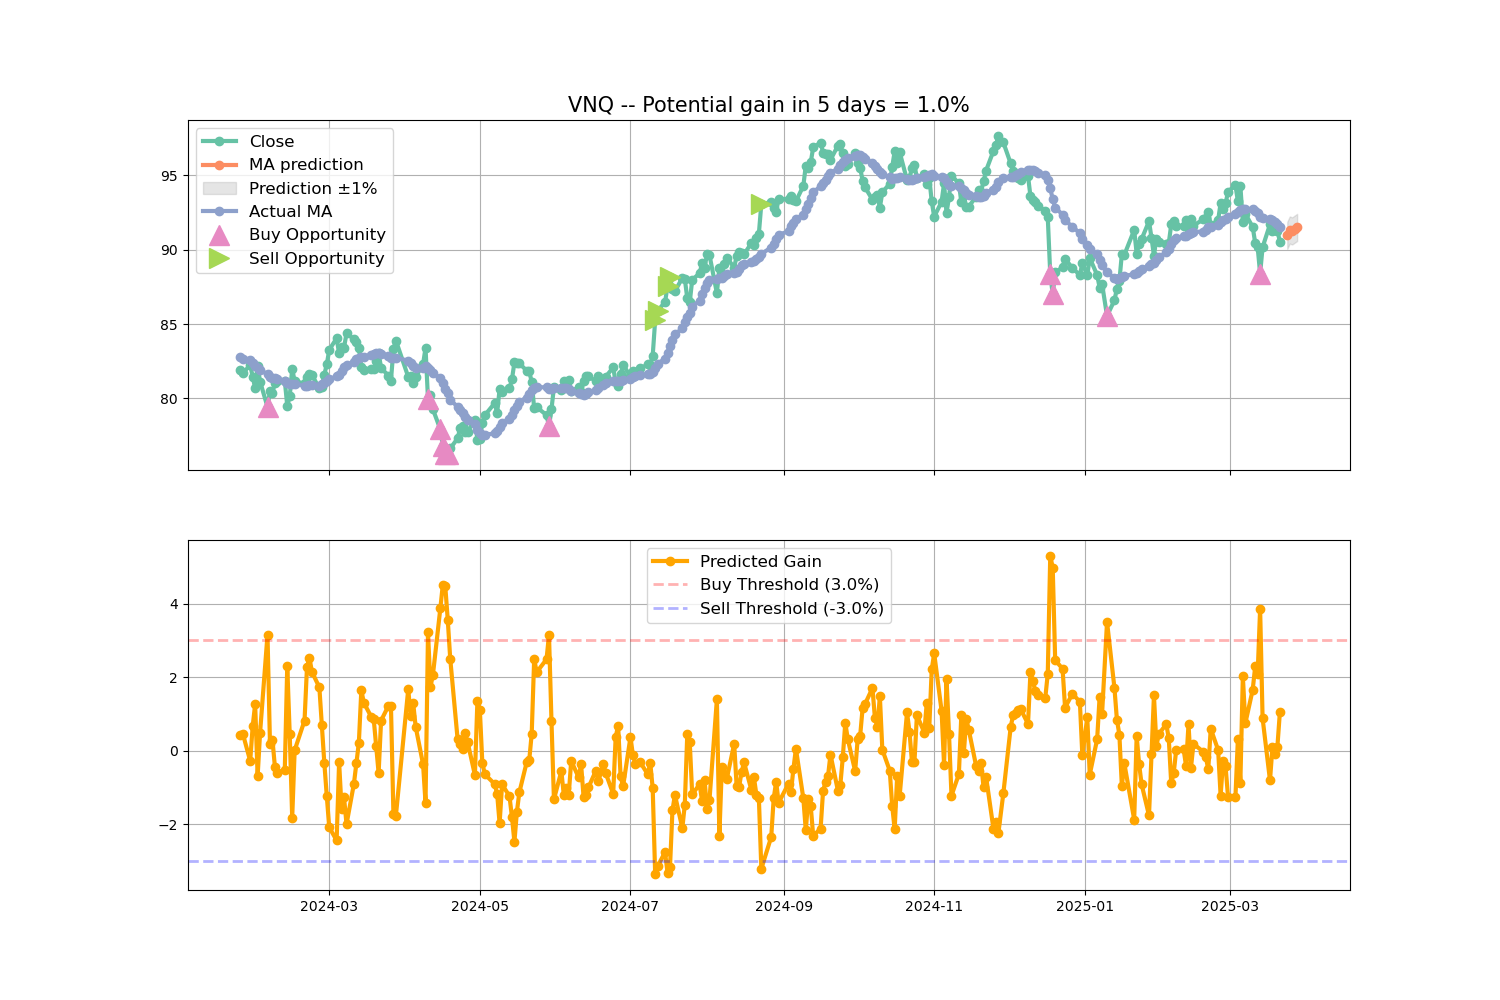 VNQ -- Potential gain in 5 days = 1.0%
Close
MA prediction
Prediction ±1%
Actual MA
Buy Opportunity
Sell Opportunity
95
90
85
80
Predicted Gain
Buy Threshold (3.0%)
Sell Threshold (-3.0%)
4
2
0
−2
2024-03 2024-05 2024-07 2024-09 2024-11 2025-01 2025-03